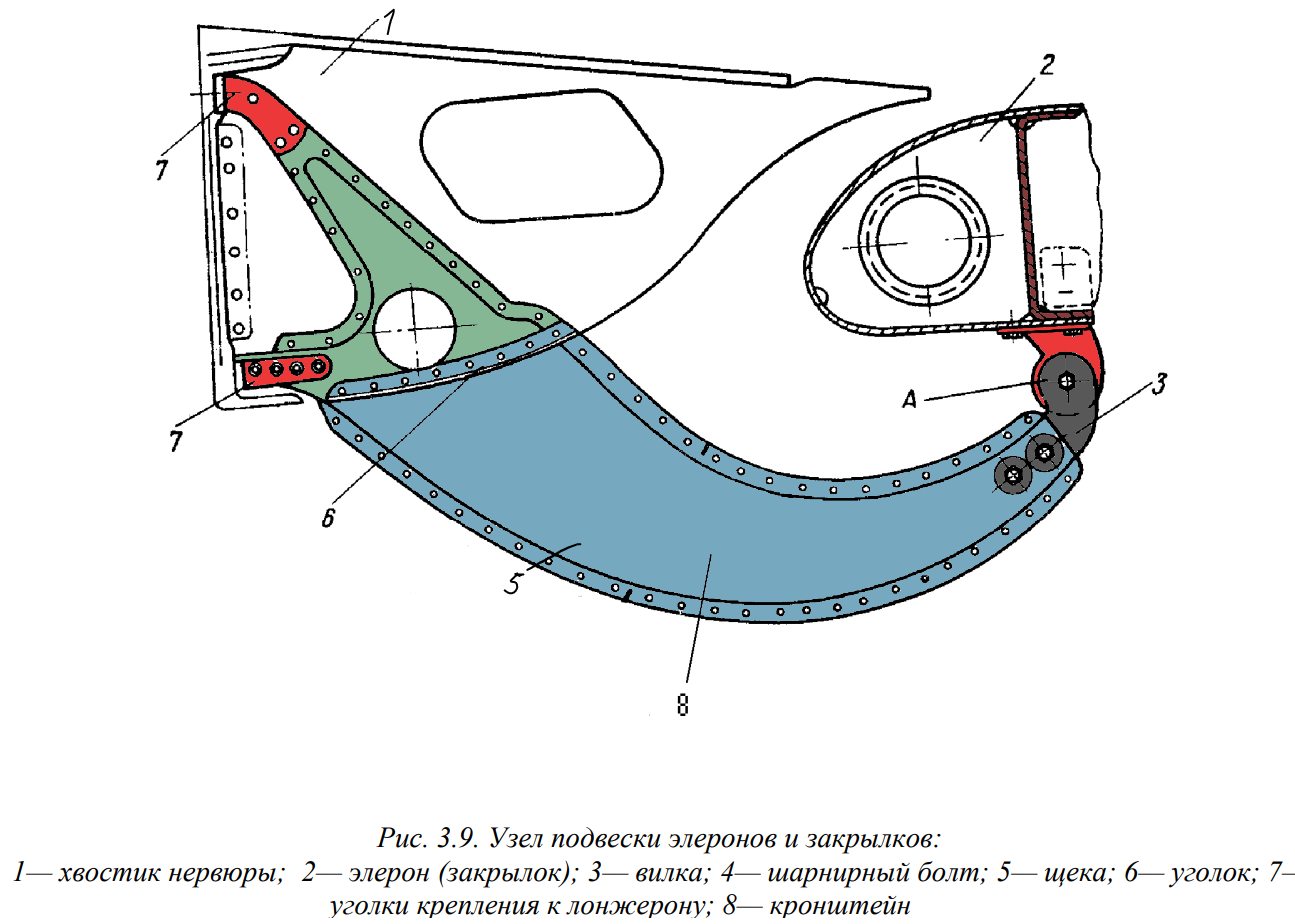 1
2
7
А
3
7
6
5
8
Рис. 3.9. Узел подвески элеронов и закрылков:
1— хвостик нервюры; 2— элерон (закрылок); 3— вилка; 4— шарнирный болт; 5— щека; 6— уголок; 7—
уголки крепления к лонжерону; 8— кронштейн